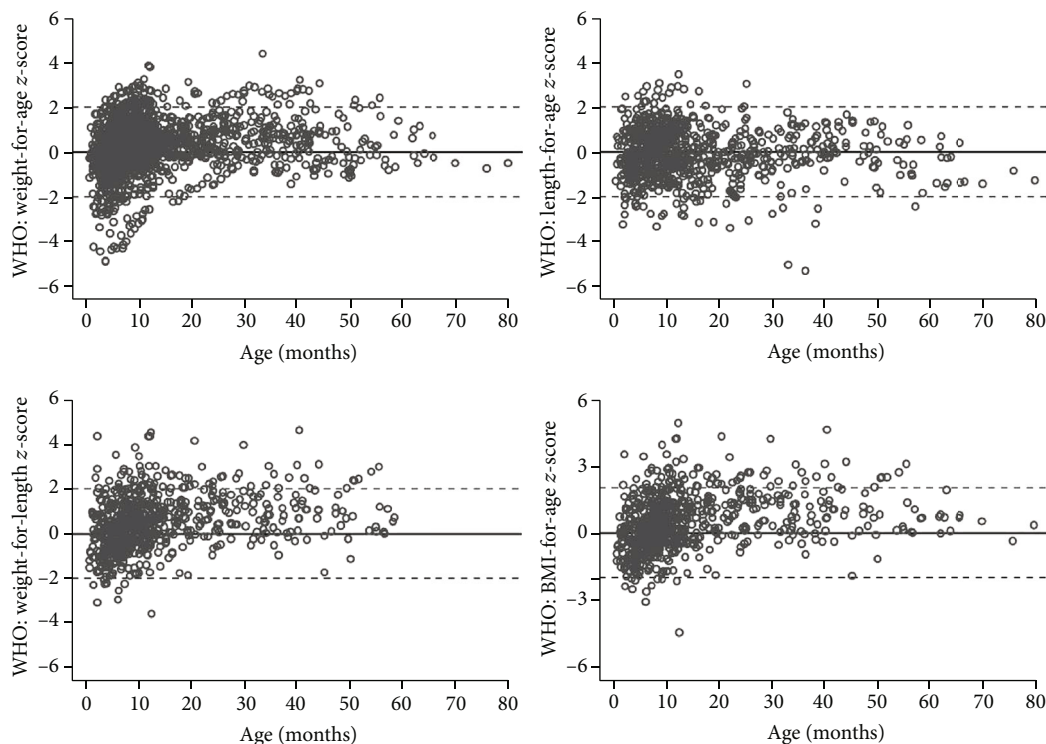 6
4
2
0
−2
−4
−6
WHO: weight-for-age z-score
0 10 20 30 40 50 60 70 80
Age (months)
6
4
2
0
−2
−4
−6
WHO: length-for-age z-score
0 10 20 30 40 50 60 70 80
Age (months)
6
4
2
0
−2
−4
−6
WHO: weight-for-length z-score
0 10 20 30 40 50 60 70 80
Age (months)
6
3
2
0
−2
−3
−6
WHO: BMI-for-age z-score
0 10 20 30 40 50 60 70 80
Age (months)